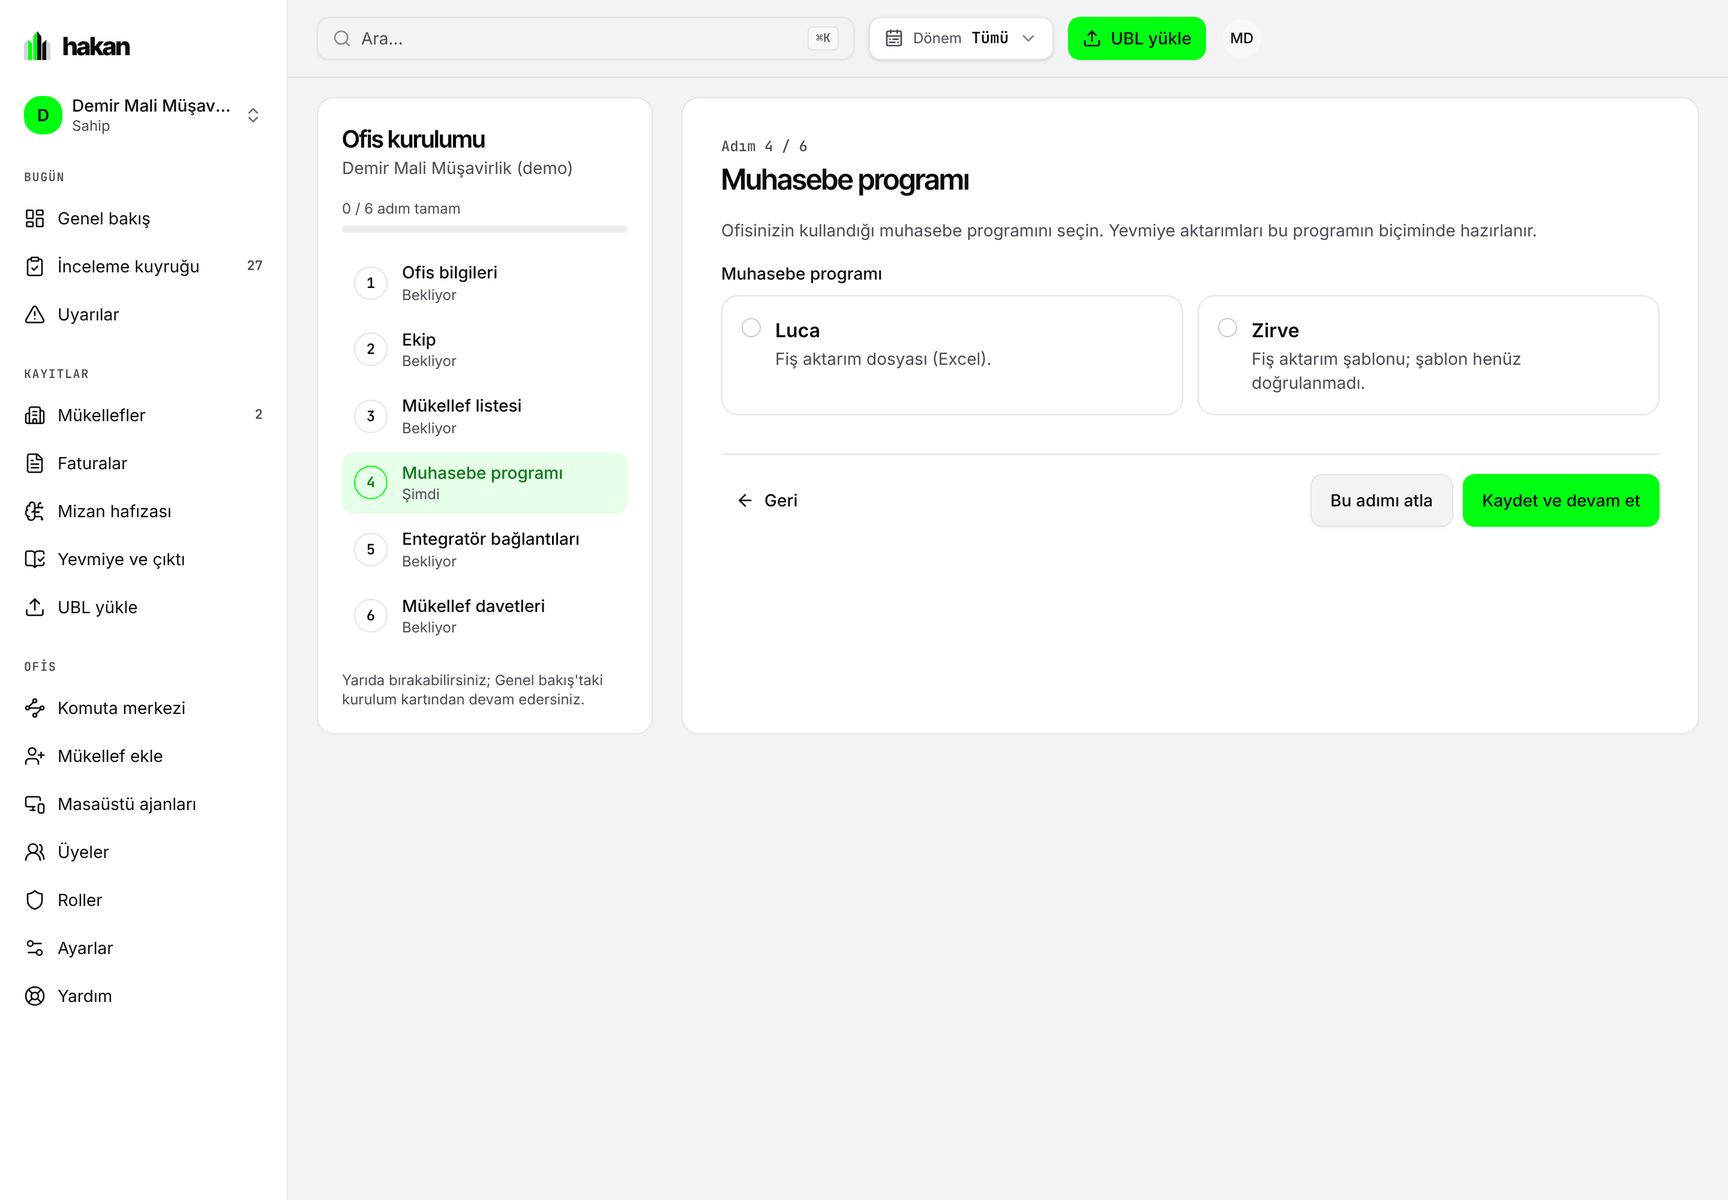 hakan
D
Demir Mali Müşav...
Sahip
BUGÜN
Genel bakış
İnceleme kuyruğu 27
Uyarılar
KAYITLAR
Mükellefler 2
Faturalar
Mizan hafızası
Yevmiye ve çıktı
UBL yükle
OFİS
Komuta merkezi
Mükellef ekle
Masaüstü ajanları
Üyeler
Roller
Ayarlar
Yardım
Ara... ⌘K
Dönem Tümü
UBL yükle
MD
Ofis kurulumu
Demir Mali Müşavirlik (demo)
0 / 6 adım tamam
1 Ofis bilgileri
Bekliyor
2 Ekip
Bekliyor
3 Mükellef listesi
Bekliyor
4 Muhasebe programı
Şimdi
5 Entegratör bağlantıları
Bekliyor
6 Mükellef davetleri
Bekliyor
Yarıda bırakabilirsiniz; Genel bakış'taki
kurulum kartından devam edersiniz.
Adım 4 / 6
Muhasebe programı
Ofisinizin kullandığı muhasebe programını seçin. Yevmiye aktarımları bu programın biçiminde hazırlanır.
Muhasebe programı
Luca
Fiş aktarım dosyası (Excel).
Zirve
Fiş aktarım şablonu; şablon henüz
doğrulanmadı.
Geri
Bu adımı atla
Kaydet ve devam et